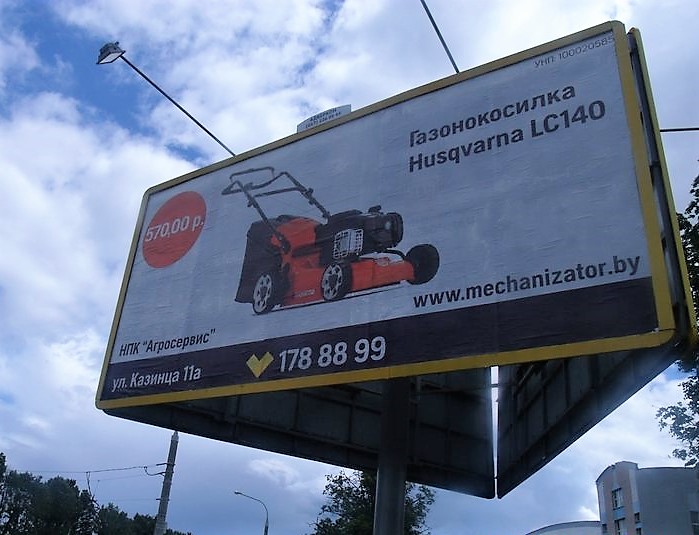 УНП 100020585
Газонокосилка
Husqvarna LC140
570,00 р.
www.mechanizator.by
НПК "Агросервис"
178 88 99
ул. Казинца 11а